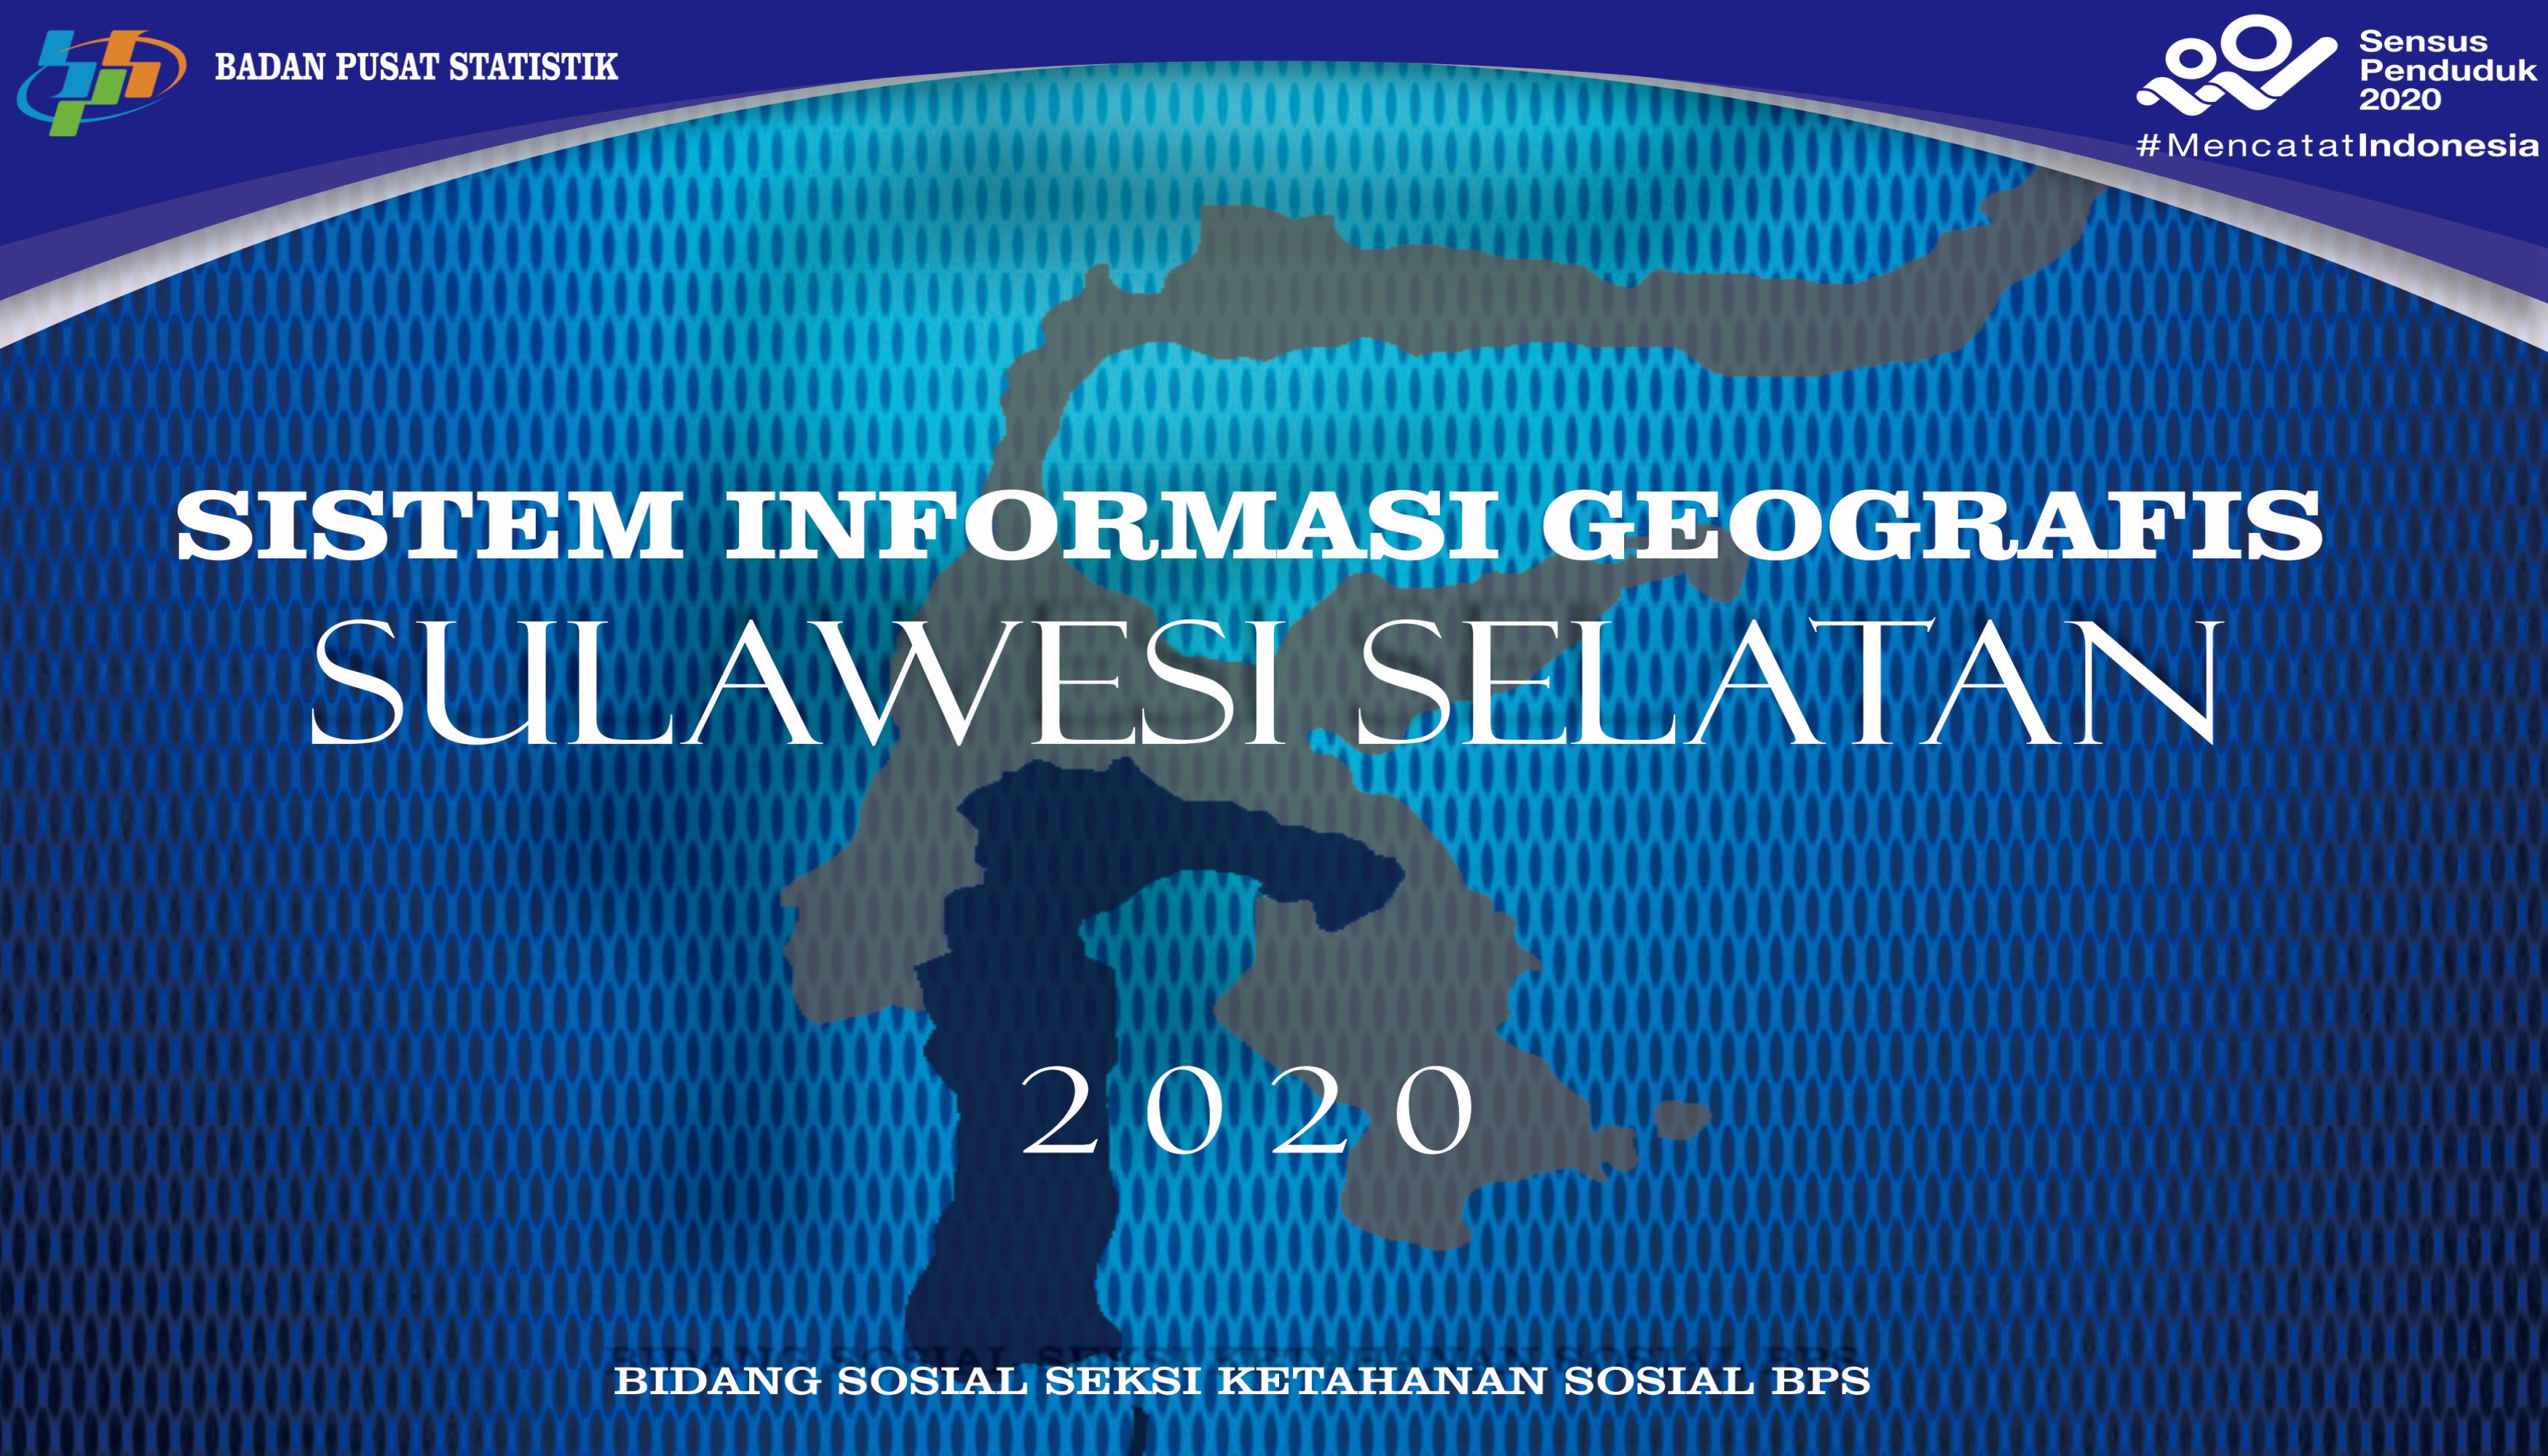 BADAN PUSAT STATISTIK
Sensus
Penduduk
2020
#MencatatIndonesia
SISTEM INFORMASI GEOGRAFIS
SULAWESI SELATAN
2020
BIDANG SOSIAL SEKSI KETAHANAN SOSIAL BPS